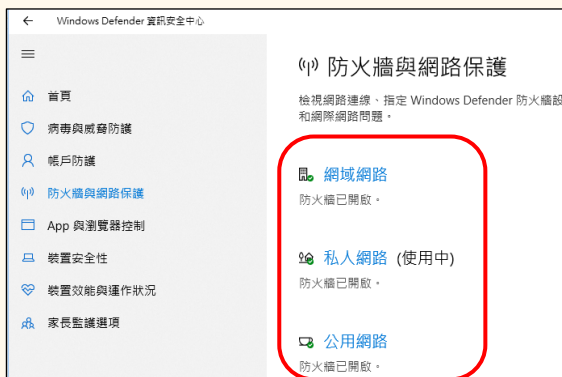 Windows Defender 資訊安全中心
首頁
病毒與威脅防護
帳戶防護
防火牆與網路保護
App 與瀏覽器控制
裝置安全性
裝置效能與運作狀況
家長監護選項
防火牆與網路保護
檢視網路連線、指定 Windows Defender 防火牆設
和網際網路問題。
網域網路
防火牆已開啟。
私人網路 (使用中)
防火牆已開啟。
公用網路
防火牆已開啟。